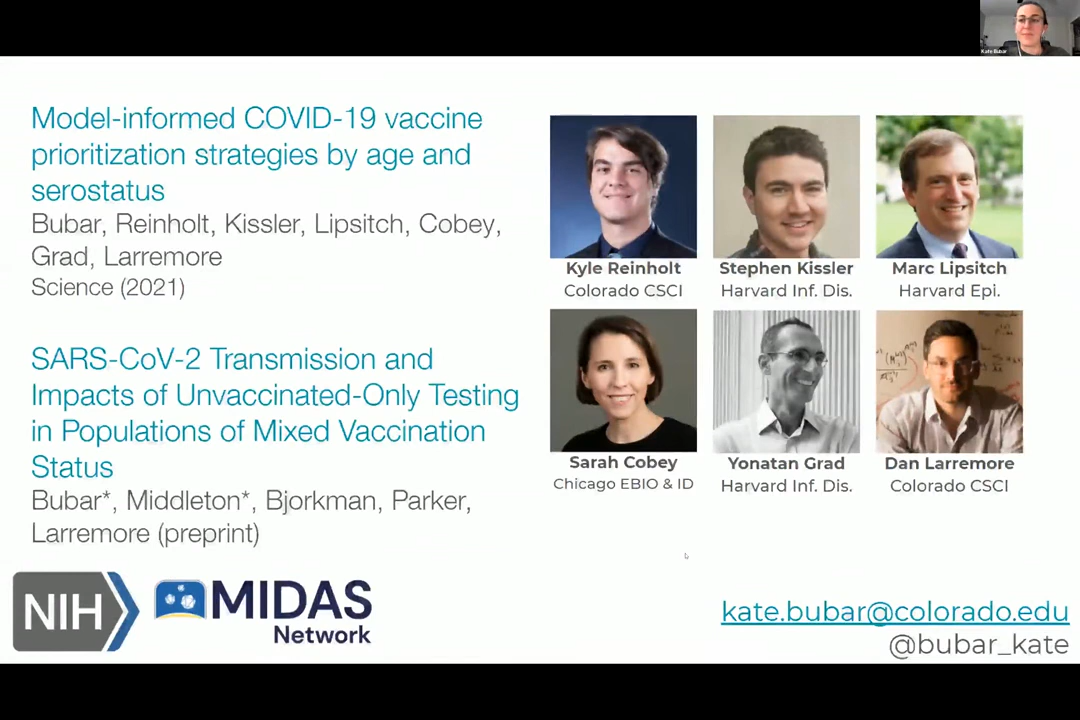 Kate Bubar
Model-informed COVID-19 vaccine
prioritization strategies by age and
serostatus
Bubar, Reinholt, Kissler, Lipsitch, Cobey,
Grad, Larremore
Science (2021)
SARS-CoV-2 Transmission and
Impacts of Unvaccinated-Only Testing
in Populations of Mixed Vaccination
Status
Bubar*, Middleton*, Bjorkman, Parker,
Larremore (preprint)
NIH
MIDAS
Network
Kyle Reinholt
Colorado CSCI
Stephen Kissler
Harvard Inf. Dis.
Marc Lipsitch
Harvard Epi.
Sarah Cobey
Chicago EBIO & ID
Yonatan Grad
Harvard Inf. Dis.
Dan Larremore
Colorado CSCI
kate.bubar@colorado.edu
@bubar_kate